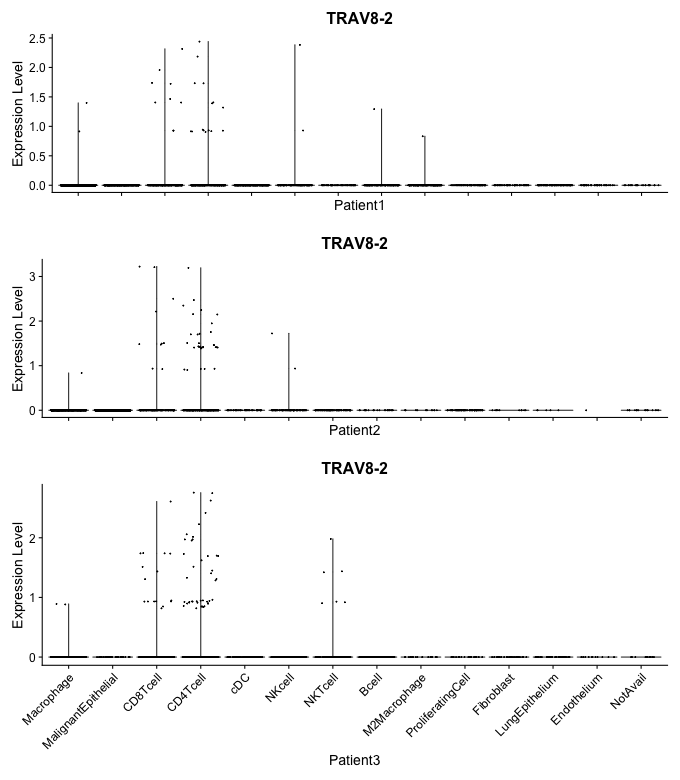 TRAV8-2
Expression Level
2.5
2.0
1.5
1.0
0.5
0.0
Patient1
TRAV8-2
Expression Level
3
2
1
0
Patient2
TRAV8-2
Expression Level
2
1
0
Macrophage
MalignantEpithelial
CD8Tcell
CD4Tcell
cDC
NKcell
NKTcell
Bcell
M2Macrophage
ProliferatingCell
Fibroblast
LungEpithelium
Endothelium
NotAvail
Patient3